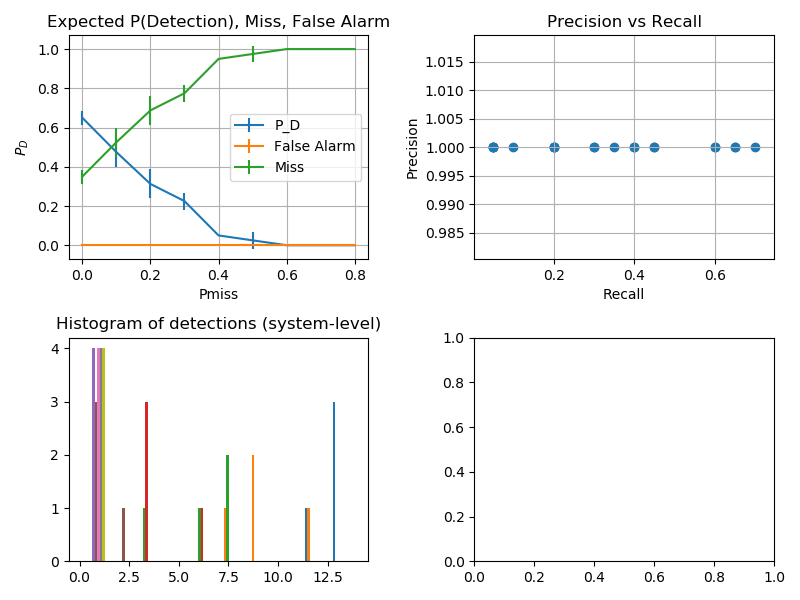 Expected P(Detection), Miss, False Alarm
1.0
0.8
0.6
0.4
0.2
0.0
P_D
P_D
False Alarm
Miss
0.0 0.2 0.4 0.6 0.8
Pmiss
Precision vs Recall
1.015
1.010
1.005
1.000
0.995
0.990
0.985
Precision
0.2 0.4 0.6
Recall
Histogram of detections (system-level)
4
3
2
1
0
0.0 2.5 5.0 7.5 10.0 12.5
1.0
0.8
0.6
0.4
0.2
0.0
0.0 0.2 0.4 0.6 0.8 1.0